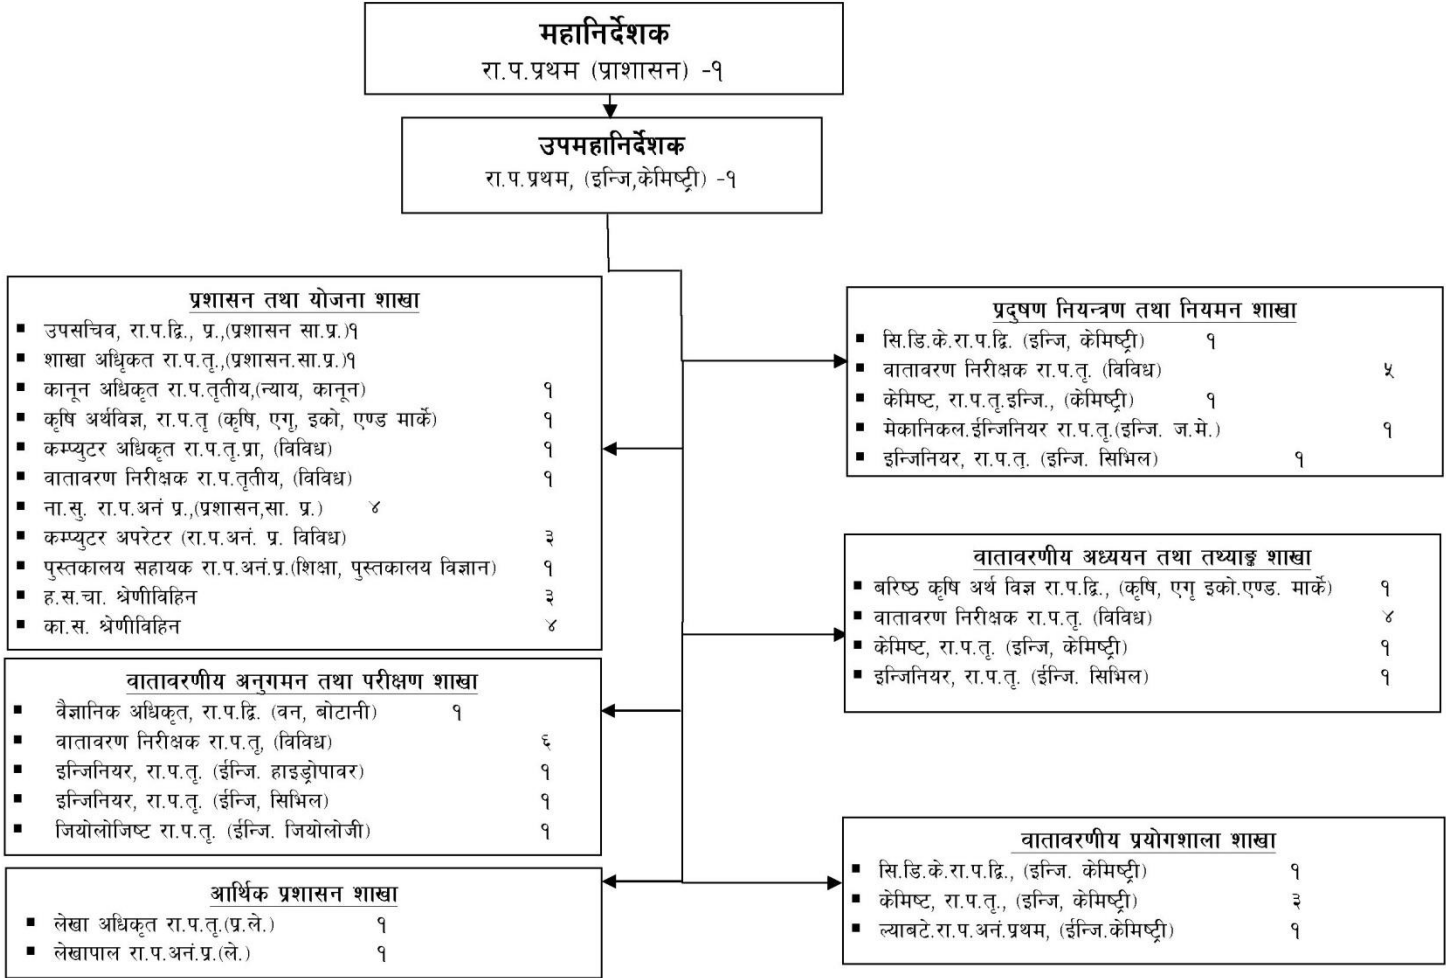 महानिर्देशक
रा.प.प्रथम (प्राशासन) -१
उपमहानिर्देशक
रा.प.प्रथम, (इन्जि,केमिष्ट्री) -१
प्रशासन तथा योजना शाखा
▪ उपसचिव, रा.प.द्वि., प्र.,(प्रशासन सा.प्र.)१
▪ शाखा अधिृकत रा.प.तृ.,(प्रशासन.सा.प्र.)१
▪ कानून अधिकृत रा.प.तृतीय,(न्याय, कानून) १
▪ कृषि अर्थविज्ञ, रा.प.तृ (कृषि, एगृ, इको, एण्ड मार्के) १
▪ कम्प्युटर अधिकृत रा.प.तृ.प्रा, (विविध) १
▪ वातावरण निरीक्षक रा.प.तृतीय, (विविध) १
▪ ना.सु. रा.प.अनं प्र.,(प्रशासन,सा. प्र.) ४
▪ कम्प्युटर अपरेटर (रा.प.अनं. प्र. विविध) ३
▪ पुस्तकालय सहायक रा.प.अनं.प्र.(शिक्षा, पुस्तकालय विज्ञान) १
▪ ह.स.चा. श्रेणीविहिन ३
▪ का.स. श्रेणीविहिन ४
वातावरणीय अनुगमन तथा परीक्षण शाखा
▪ वैज्ञानिक अधिकृत, रा.प.द्वि. (वन, बोटानी) १
▪ वातावरण निरीक्षक रा.प.तृ, (विविध) ६
▪ इन्जिनियर, रा.प.तृ. (ईन्जि. हाइड्रोपावर) १
▪ इन्जिनियर, रा.प.तृ. (ईन्जि, सिभिल) १
▪ जियोलोजिष्ट रा.प.तृ. (ईन्जि. जियोलोजी) १
आर्थिक प्रशासन शाखा
▪ लेखा अधिकृत रा.प.तृ.(प्र.ले.) १
▪ लेखापाल रा.प.अनं.प्र.(ले.) १
प्रदुषण नियन्त्रण तथा नियमन शाखा
▪ सि.डि.के.रा.प.द्वि. (इन्जि, केमिष्ट्री) १
▪ वातावरण निरीक्षक रा.प.तृ. (विविध) ५
▪ केमिष्ट, रा.प.तृ.इन्जि., (केमिष्ट्री) १
▪ मेकानिकल.ईन्जिनियर रा.प.तृ.(इन्जि. ज.मे.) १
▪ इन्जिनियर, रा.प.तृ. (इन्जि. सिभिल) १
वातावरणीय अध्ययन तथा तथ्याङ्क शाखा
▪ बरिष्ठ कृषि अर्थ विज्ञ रा.प.द्वि., (कृषि, एगृ इको.एण्ड. मार्के) १
▪ वातावरण निरीक्षक रा.प.तृ. (विविध) ४
▪ केमिष्ट, रा.प.तृ. (इन्जि, केमिष्ट्री) १
▪ इन्जिनियर, रा.प.तृ. (ईन्जि. सिभिल) १
वातावरणीय प्रयोगशाला शाखा
▪ सि.डि.के.रा.प.द्वि., (इन्जि. केमिष्ट्री) १
▪ केमिष्ट, रा.प.तृ., (इन्जि, केमिष्ट्री) ३
▪ ल्याबटे.रा.प.अनं.प्रथम, (ईन्जि.केमिष्ट्री) १